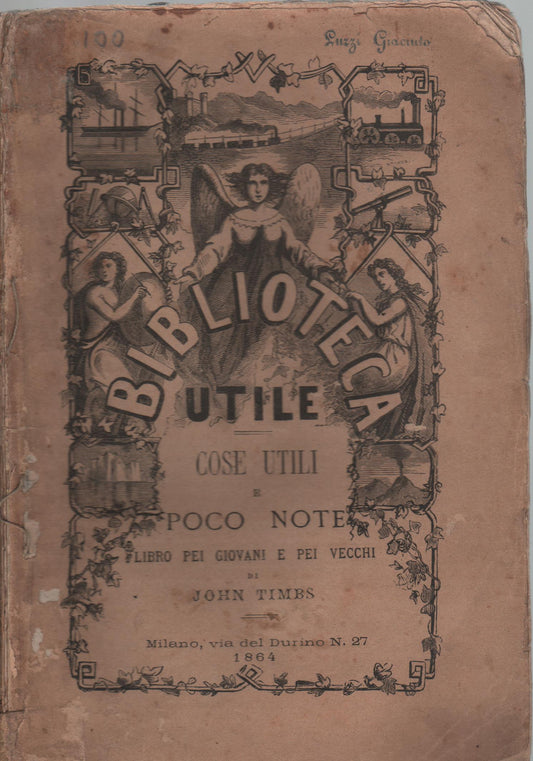 100
Luzzi Giacinto
BIBLIOTECA
UTILE
COSE UTILI
E
POCO NOTE
LIBRO PEI GIOVANI E PEI VECCHI
DI
JOHN TIMBS
Milano, via del Durino N. 27
1864